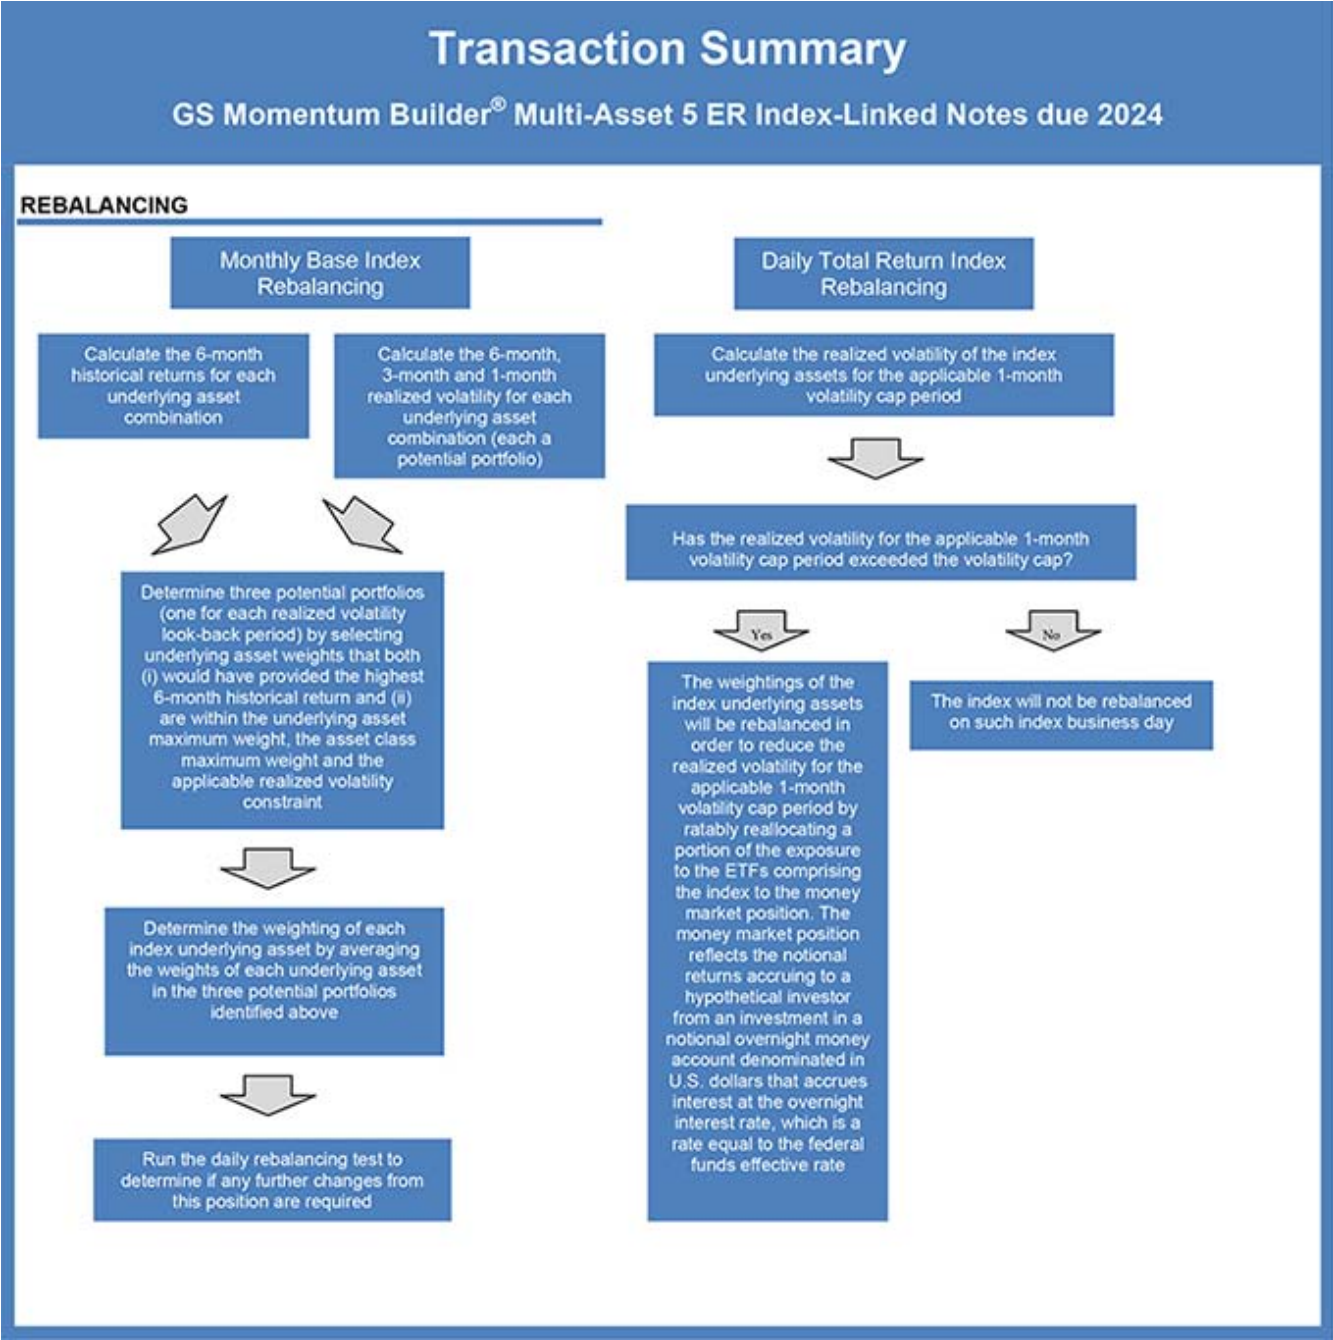 Transaction Summary
GS Momentum Builder® Multi-Asset 5 ER Index-Linked Notes due 2024
REBALANCING
Monthly Base Index
Rebalancing
Calculate the 6-month
historical returns for each
underlying asset
combination
Calculate the 6-month,
3-month and 1-month
realized volatility for each
underlying asset
combination (each a
potential portfolio)
Determine three potential portfolios
(one for each realized volatility
look-back period) by selecting
underlying asset weights that both
(i) would have provided the highest
6-month historical return and (ii)
are within the underlying asset
maximum weight, the asset class
maximum weight and the
applicable realized volatility
constraint
Determine the weighting of each
index underlying asset by averaging
the weights of each underlying asset
in the three potential portfolios
identified above
Run the daily rebalancing test to
determine if any further changes from
this position are required
Daily Total Return Index
Rebalancing
Calculate the realized volatility of the index
underlying assets for the applicable 1-month
volatility cap period
Has the realized volatility for the applicable 1-month
volatility cap period exceeded the volatility cap?
Yes
The weightings of the
index underlying assets
will be rebalanced in
order to reduce the
realized volatility for the
applicable 1-month
volatility cap period by
ratably reallocating a
portion of the exposure
to the ETFs comprising
the index to the money
market position. The
money market position
reflects the notional
returns accruing to a
hypothetical investor
from an investment in a
notional overnight money
account denominated in
U.S. dollars that accrues
interest at the overnight
interest rate, which is a
rate equal to the federal
funds effective rate
No
The index will not be rebalanced
on such index business day